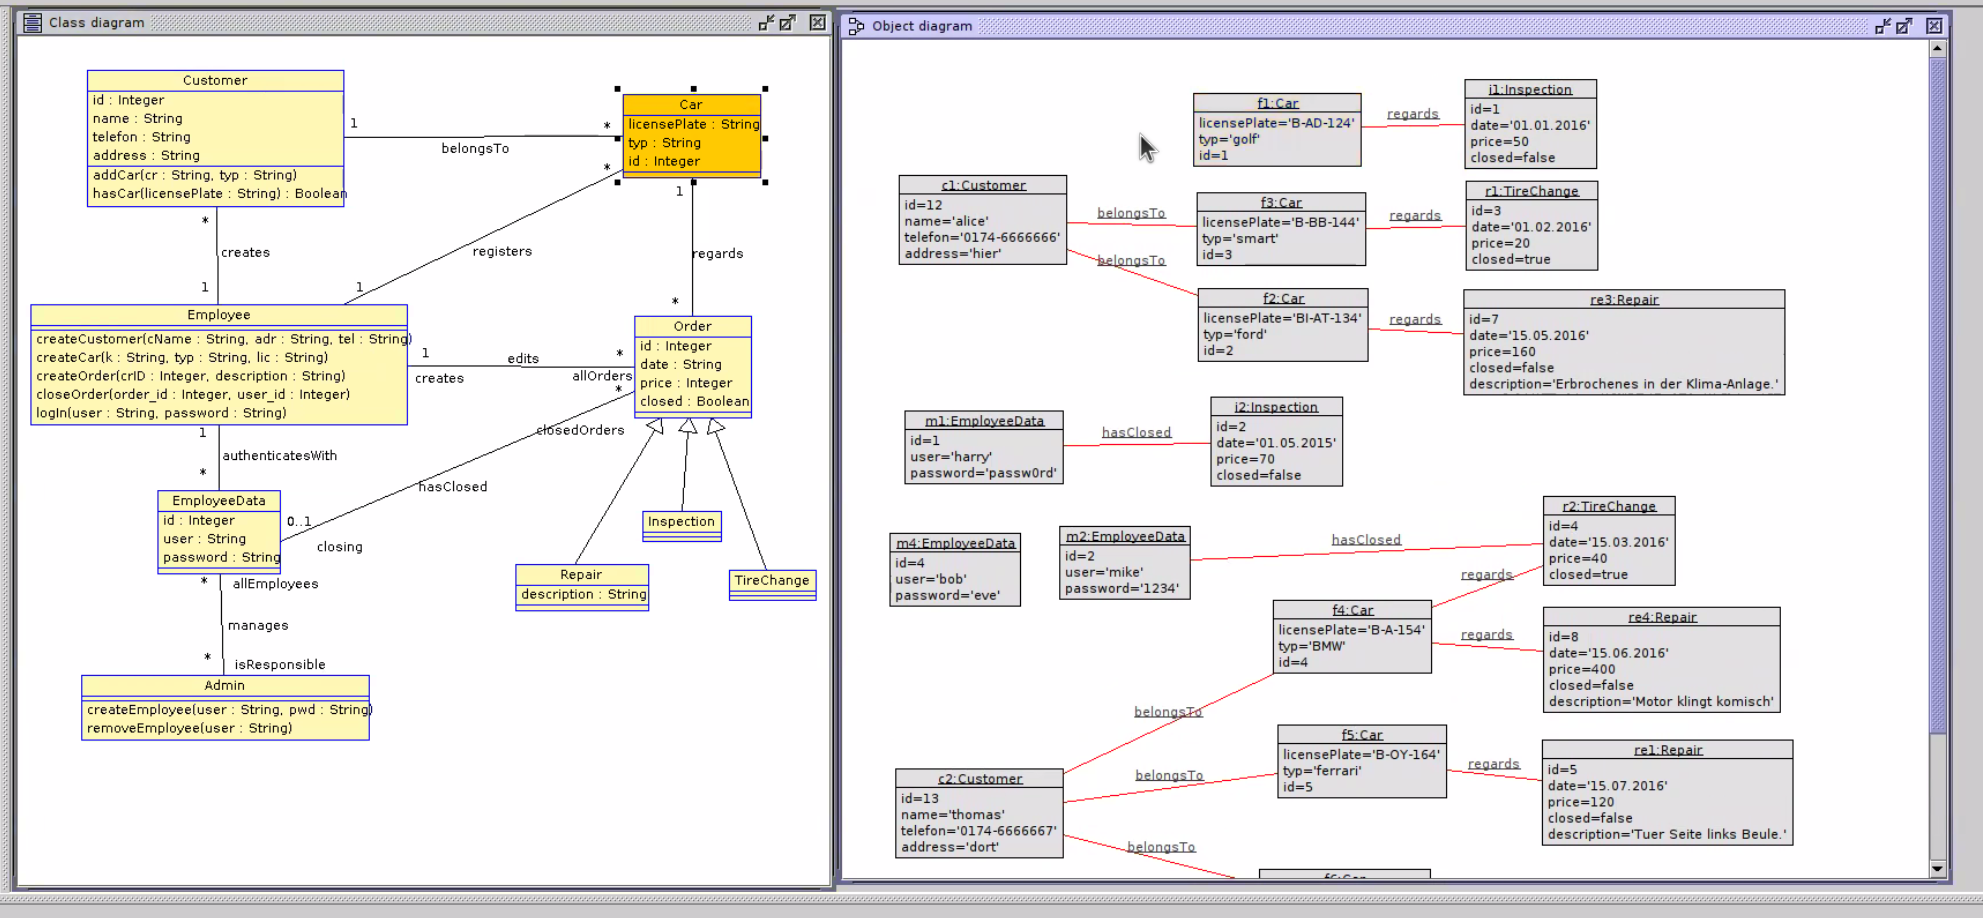 Class diagram
Customer
id : Integer
name : String
telefon : String
address : String
addCar(cr : String, typ : String)
hasCar(licensePlate : String) : Boolean
1
*
belongsTo
Car
licensePlate : String
typ : String
id : Integer
*
1
*
creates
registers
regards
1
1
*
Employee
createCustomer(cName : String, adr : String, tel : String)
createCar(k : String, typ : String, lic : String)
createOrder(crID : Integer, description : String)
closeOrder(order_id : Integer, user_id : Integer)
logIn(user : String, password : String)
1
edits
*
creates
allOrders
*
Order
id : Integer
date : String
price : Integer
closed : Boolean
closedOrders
1
authenticatesWith
*
hasClosed
EmployeeData
id : Integer
user : String
password : String
0..1
closing
Inspection
Repair
description : String
TireChange
*
allEmployees
manages
*
isResponsible
Admin
createEmployee(user : String, pwd : String)
removeEmployee(user : String)
Object diagram
f1:Car
licensePlate='B-AD-124'
typ='golf'
id=1
regards
i1:Inspection
id=1
date='01.01.2016'
price=50
closed=false
c1:Customer
id=12
name='alice'
telefon='0174-6666666'
address='hier'
belongsTo
belongsTo
f3:Car
licensePlate='B-BB-144'
typ='smart'
id=3
regards
r1:TireChange
id=3
date='01.02.2016'
price=20
closed=true
f2:Car
licensePlate='BI-AT-134'
typ='ford'
id=2
regards
re3:Repair
id=7
date='15.05.2016'
price=160
closed=false
description='Erbrochenes in der Klima-Anlage.'
m1:EmployeeData
id=1
user='harry'
password='passw0rd'
hasClosed
i2:Inspection
id=2
date='01.05.2015'
price=70
closed=false
m4:EmployeeData
id=4
user='bob'
password='eve'
m2:EmployeeData
id=2
user='mike'
password='1234'
hasClosed
r2:TireChange
id=4
date='15.03.2016'
price=40
closed=true
regards
f4:Car
licensePlate='B-A-154'
typ='BMW'
id=4
regards
re4:Repair
id=8
date='15.06.2016'
price=400
closed=false
description='Motor klingt komisch'
belongsTo
f5:Car
licensePlate='B-OY-164'
typ='ferrari'
id=5
regards
re1:Repair
id=5
date='15.07.2016'
price=120
closed=false
description='Tuer Seite links Beule.'
c2:Customer
id=13
name='thomas'
telefon='0174-6666667'
address='dort'
belongsTo
belongsTo
f6:Car